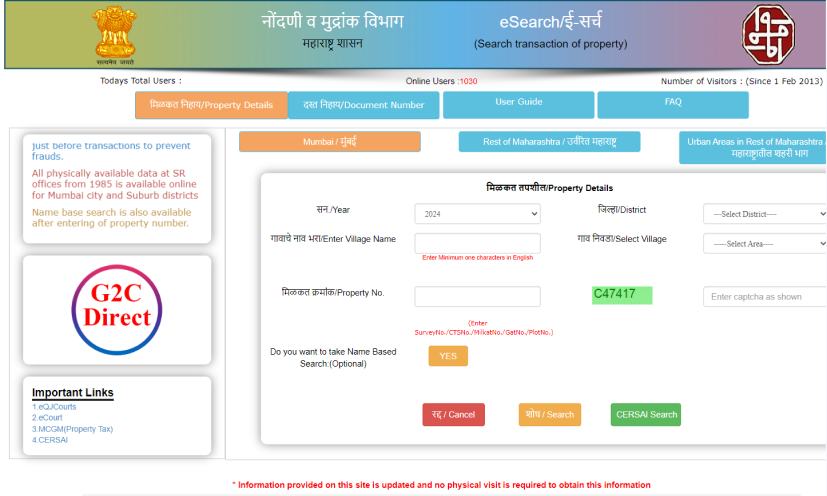 नोंदणी व मुद्रांक विभाग
महाराष्ट्र शासन
eSearch/ई-सर्च
(Search transaction of property)
सत्यमेव जयते
Todays Total Users :
Online Users :1030
Number of Visitors : (Since 1 Feb 2013)
मिळकत निहाय/Property Details
दस्त निहाय/Document Number
User Guide
FAQ
just before transactions to prevent
frauds.
All physically available data at SR
offices from 1985 is available online
for Mumbai city and Suburb districts
Name base search is also available
after entering of property number.
G2C
Direct
Important Links
1.eQJCourts
2.eCourt
3.MCGM(Property Tax)
4.CERSAI
Mumbai / मुंबई
Rest of Maharashtra / उर्वरित महाराष्ट्र
Urban Areas in Rest of Maharashtra /
महाराष्ट्रातील शहरी भाग
मिळकत तपशील/Property Details
सन./Year
2024
जिल्हा/District
---Select District----
गावाचे नाव भरा/Enter Village Name
Enter Minimum one characters in English
गाव निवडा/Select Village
-----Select Area----
मिळकत क्रमांक/Property No.
C47417
Enter captcha as shown
(Enter
SurveyNo./CTSNo./MilkatNo./GatNo./PlotNo.)
Do you want to take Name Based
Search:(Optional)
YES
रद्द / Cancel
शोध / Search
CERSAI Search
* Information provided on this site is updated and no physical visit is required to obtain this information